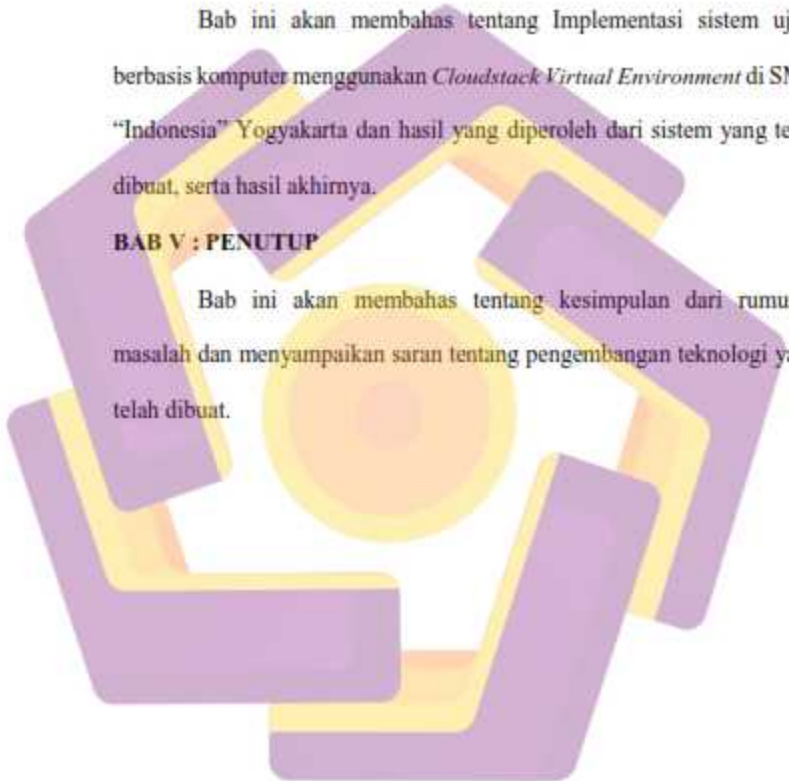 Bab ini akan membahas tentang Implementasi sistem uj
berbasis komputer menggunakan Cloudstack Virtual Environment di SM
“Indonesia” Yogyakarta dan hasil yang diperoleh dari sistem yang te
dibuat, serta hasil akhirnya.
BAB V : PENUTUP
Bab ini akan membahas tentang kesimpulan dari rumu
masalah dan menyampaikan saran tentang pengembangan teknologi ya
telah dibuat.